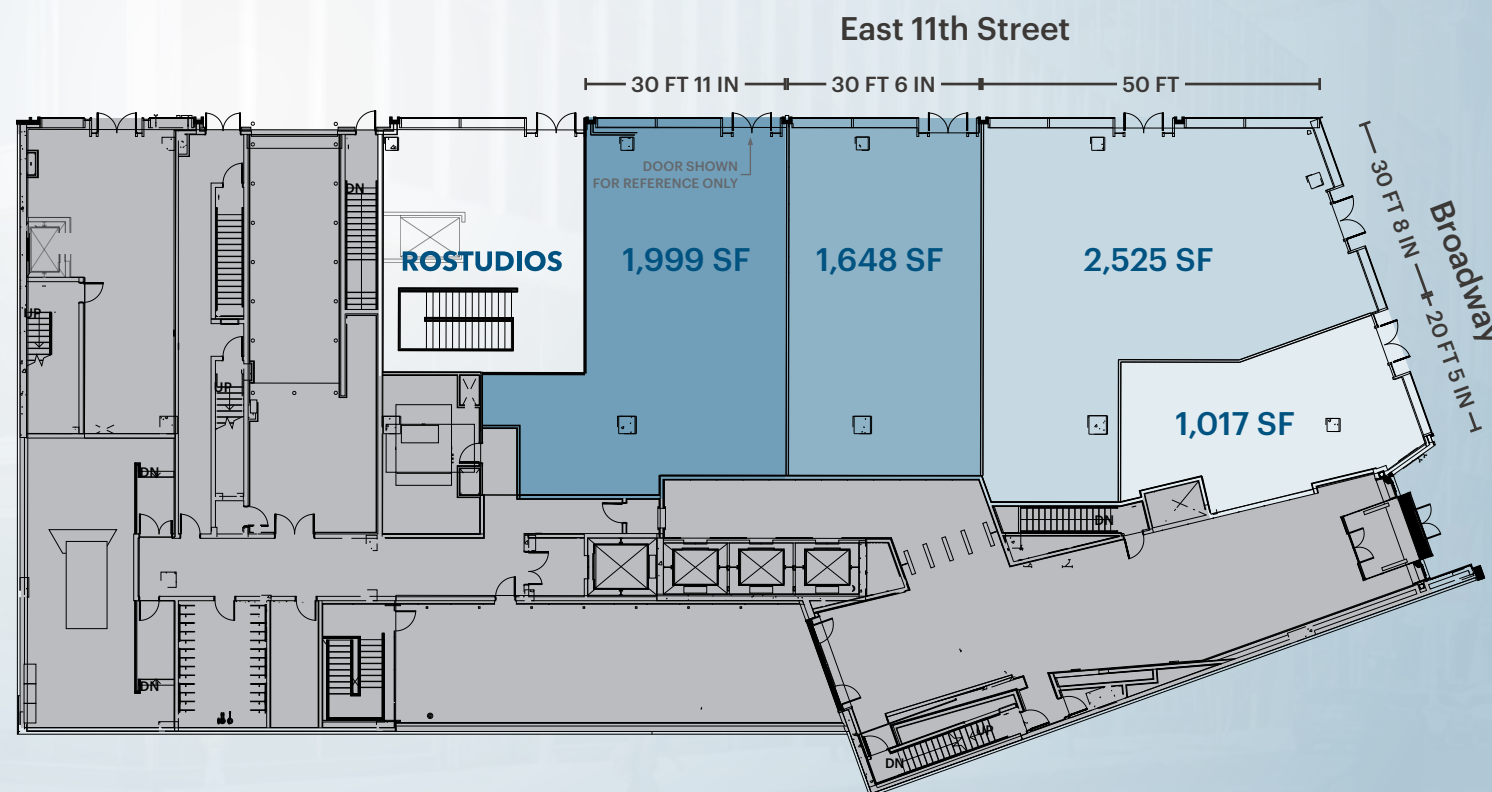 East 11th Street
30 FT 11 IN
30 FT 6 IN
50 FT
DOOR SHOWN
FOR REFERENCE ONLY
30 FT 8 IN
20 FT 5 IN
Broadway
DN
ROSTUDIOS
1,999 SF
1,648 SF
2,525 SF
UP
UP
1,017 SF
DN
DN
DN
UP
DN